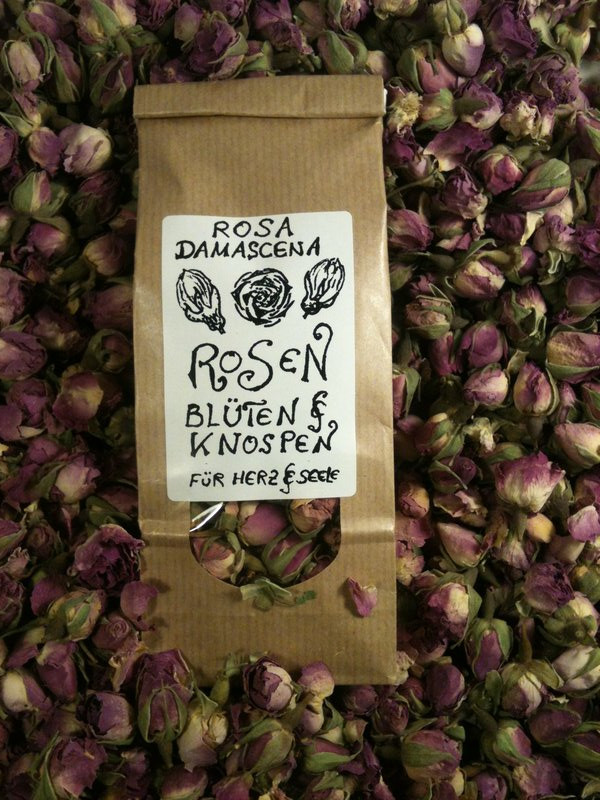 ROSA
DAMASCENA
ROSEN
BLÜTEN &
KNOSPEN
FÜR HERZ & SEELE